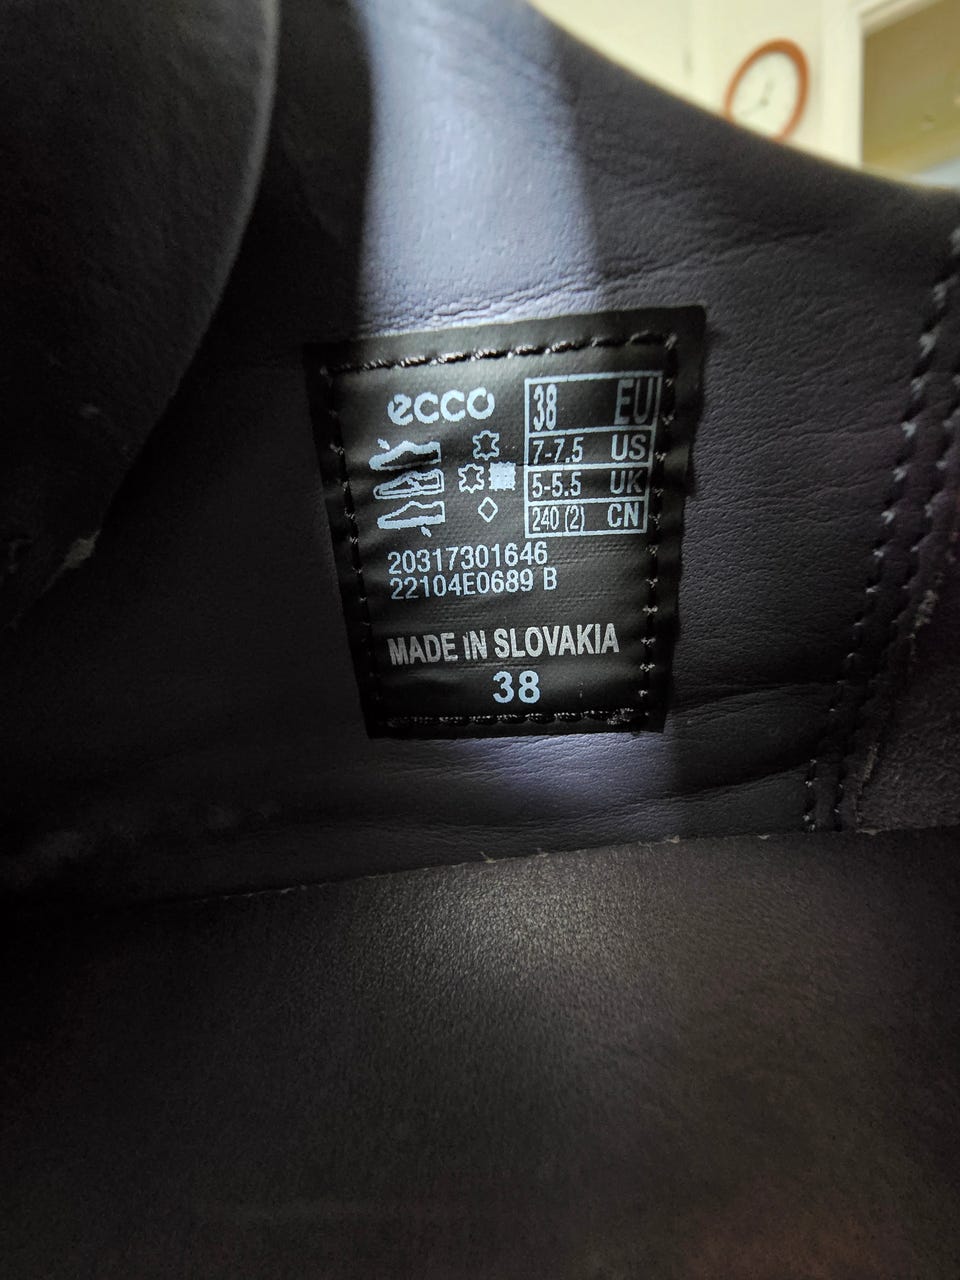 ecco
38 EU
7-7.5 US
5-5.5 UK
240 (2) CN
20317301646
22104E0689 B
MADE IN SLOVAKIA
38